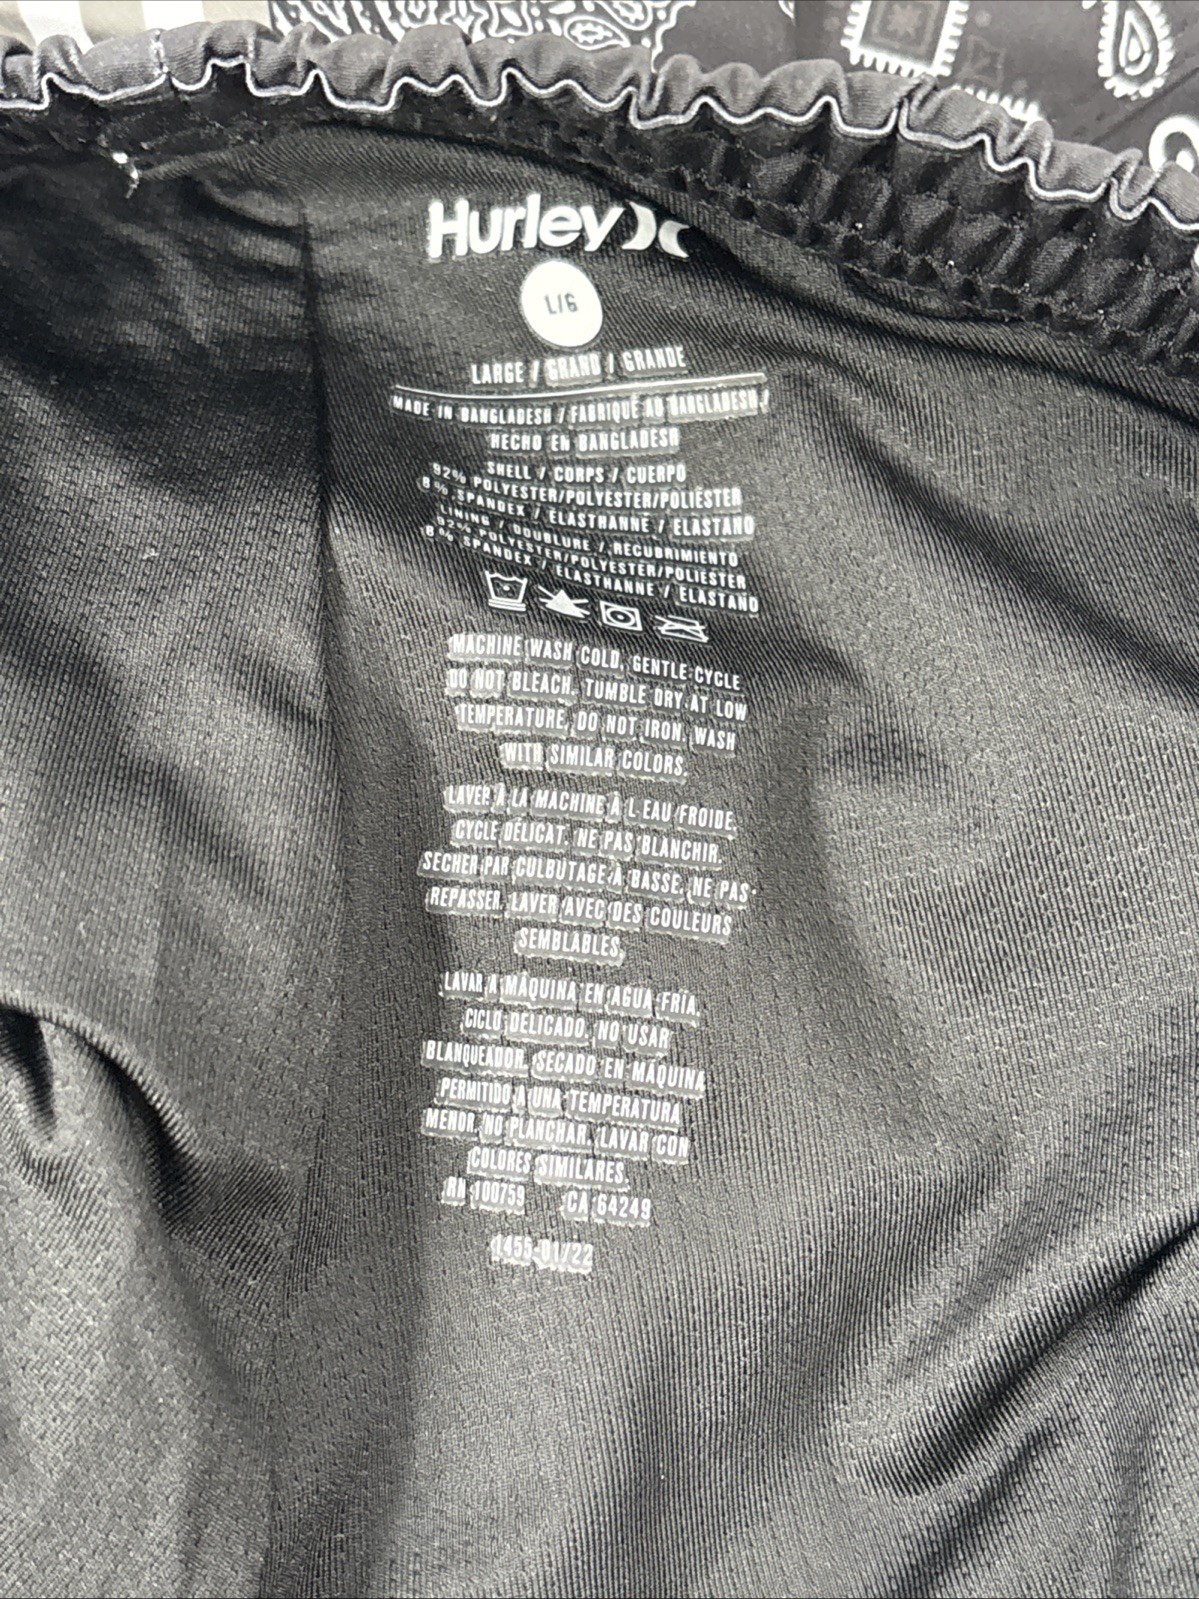 Hurley
L/G
LARGE / GRAND / GRANDE
MADE IN BANGLADESH / FABRIQUÉ AU BANGLADESH /
HECHO EN BANGLADESH
SHELL / CORPS / CUERPO
92% POLYESTER/POLYESTER/POLIÉSTER
8% SPANDEX / ÉLASTHANNE / ELASTANO
LINING / DOUBLURE / RECUBRIMIENTO
92% POLYESTER/POLYESTER/POLIÉSTER
8% SPANDEX / ÉLASTHANNE / ELASTANO
MACHINE WASH COLD, GENTLE CYCLE
DO NOT BLEACH. TUMBLE DRY AT LOW
TEMPERATURE, DO NOT IRON. WASH
WITH SIMILAR COLORS.
LAVER À LA MACHINE À L EAU FROIDE,
CYCLE DÉLICAT. NE PAS BLANCHIR.
SECHER PAR CULBUTAGE À BASSE. NE PAS
REPASSER. LAVER AVEC DES COULEURS
SEMBLABLES.
LAVAR A MÁQUINA EN AGUA FRÍA,
CICLO DELICADO. NO USAR
BLANQUEADOR. SECADO EN MÁQUINA
PERMITIDO A UNA TEMPERATURA
MENOR. NO PLANCHAR. LAVAR CON
COLORES SIMILARES.
RN 100759 CA 64249
1455-01/22